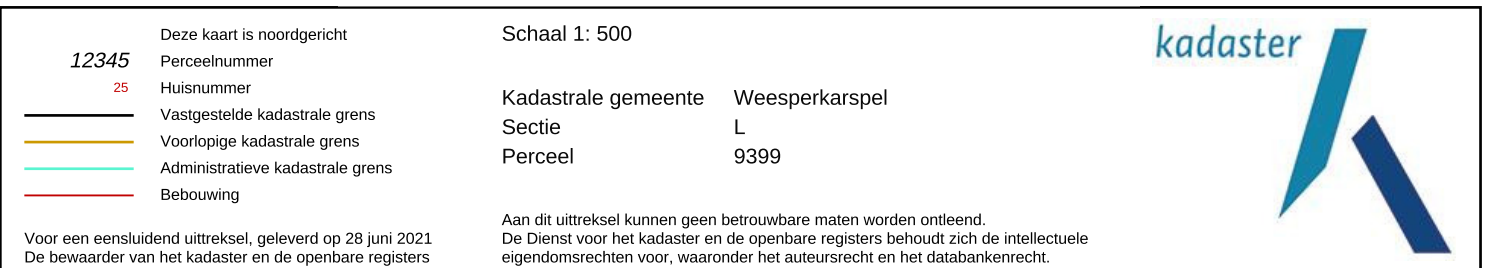 Deze kaart is noordgericht
12345 Perceelnummer
25 Huisnummer
Vastgestelde kadastrale grens
Voorlopige kadastrale grens
Administratieve kadastrale grens
Bebouwing
Voor een eensluidend uittreksel, geleverd op 28 juni 2021
De bewaarder van het kadaster en de openbare registers
Schaal 1: 500
Kadastrale gemeente Weesperkarspel
Sectie L
Perceel 9399
Aan dit uittreksel kunnen geen betrouwbare maten worden ontleend.
De Dienst voor het kadaster en de openbare registers behoudt zich de intellectuele
eigendomsrechten voor, waaronder het auteursrecht en het databankenrecht.
kadaster